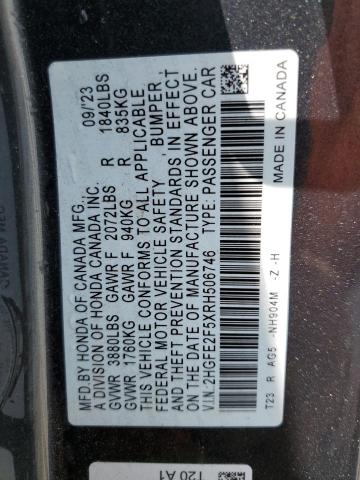 MFD.BY HONDA OF CANADA MFG. 09/'23
A DIVISION OF HONDA CANADA INC.
GVWR 3880LBS GAWR F 2072LBS R 1840LBS
GVWR 1760KG GAWR F 940KG R 835KG
THIS VEHICLE CONFORMS TO ALL APPLICABLE
FEDERAL MOTOR VEHICLE SAFETY, BUMPER,
AND THEFT PREVENTION STANDARDS IN EFFECT
ON THE DATE OF MANUFACTURE SHOWN ABOVE.
V.I.N.:2HGFE2F5XRH508746 TYPE: PASSENGER CAR
T23 R AG5 -NH904M -Z -H
MADE IN CANADA
T20 A1